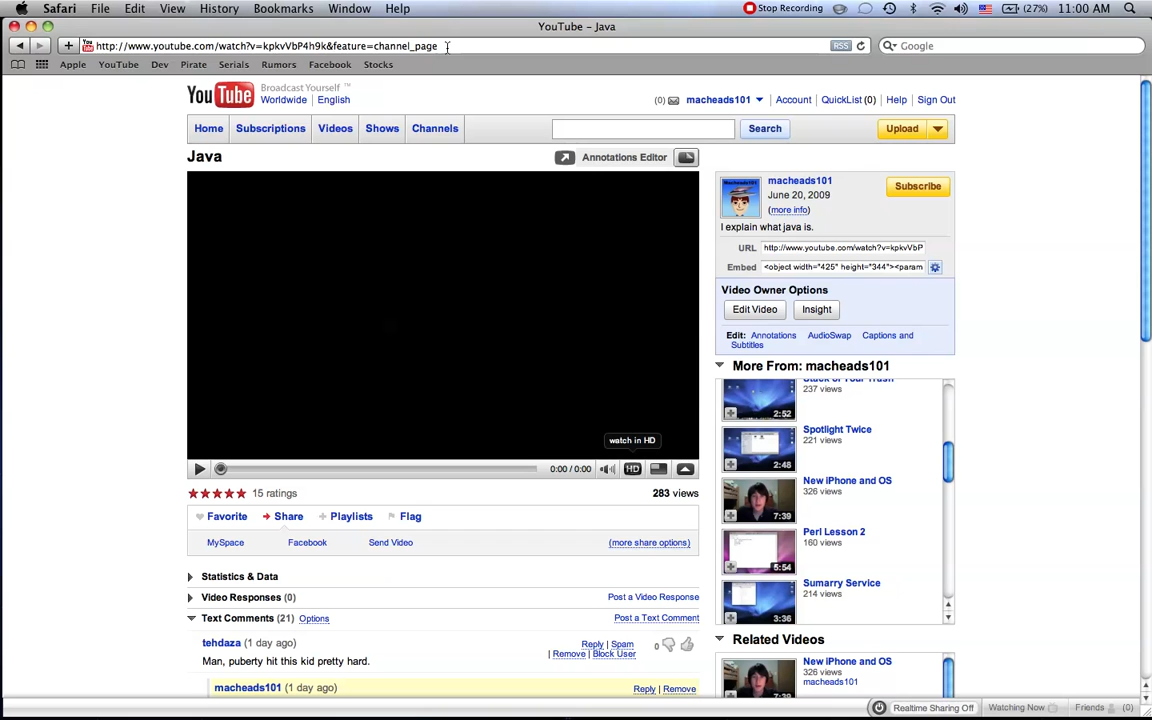 Safari File Edit View History Bookmarks Window Help Stop Recording (27%) 11:00 AM
YouTube - Java
http://www.youtube.com/watch?v=kpkvVbP4h9k&feature=channel_page RSS Google
Apple YouTube Dev Pirate Serials Rumors Facebook Stocks
YouTube Broadcast Yourself ™
Worldwide English
(0) macheads101 Account QuickList (0) Help Sign Out
Home Subscriptions Videos Shows Channels Search Upload
Java
Annotations Editor
watch in HD
0:00 / 0:00 HD
15 ratings 283 views
Favorite Share Playlists Flag
MySpace Facebook Send Video (more share options)
Statistics & Data
Video Responses (0) Post a Video Response
Text Comments (21) Options Post a Text Comment
tehdaza (1 day ago) Reply | Spam 0
| Remove | Block User
Man, puberty hit this kid pretty hard.
macheads101 (1 day ago) Reply | Remove
Macheads101
macheads101 Subscribe
June 20, 2009
(more info)
I explain what java is.
URL http://www.youtube.com/watch?v=kpkvVbP
Embed <object width="425" height="344"><param
Video Owner Options
Edit Video Insight
Edit: Annotations AudioSwap Captions and
Subtitles
More From: macheads101
Stack of Your Trash
237 views
2:52
Spotlight Twice
221 views
2:48
New iPhone and OS
326 views
7:39
Perl Lesson 2
160 views
5:54
Sumarry Service
214 views
3:36
Related Videos
New iPhone and OS
326 views
macheads101
Realtime Sharing Off Watching Now Friends (0)